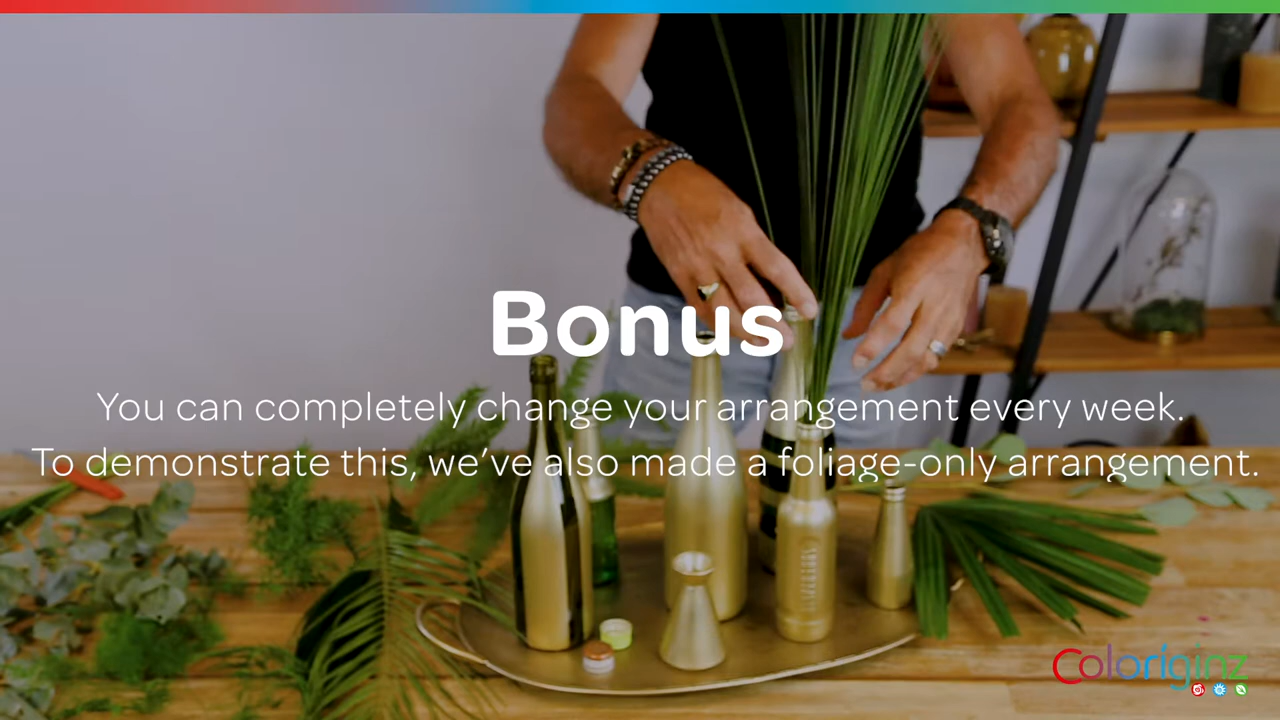 Bonus
You can completely change your arrangement every week.
To demonstrate this, we’ve also made a foliage-only arrangement.
Coloriginz